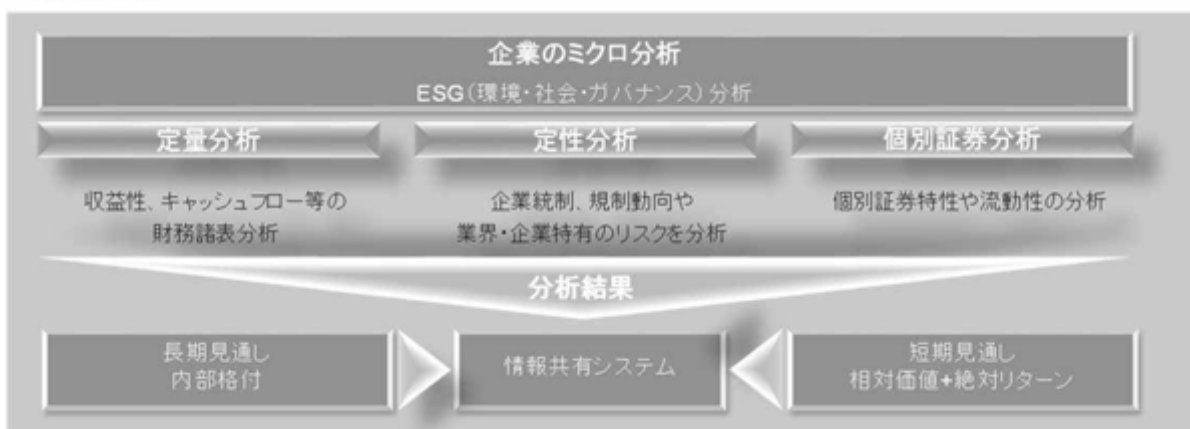 企業のミクロ分析
ESG(環境・社会・ガバナンス)分析
定量分析
定性分析
個別証券分析
収益性、キャッシュフロー等の
財務諸表分析
企業統制、規制動向や
業界・企業特有のリスクを分析
個別証券特性や流動性の分析
分析結果
長期見通し
内部格付
情報共有システム
短期見通し
相対価値+絶対リターン